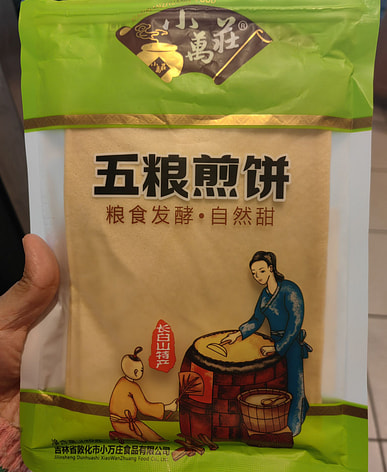 小萬莊®
五粮煎饼
粮食发酵·自然甜
长白山特产
吉林省敦化市小万庄食品有限公司